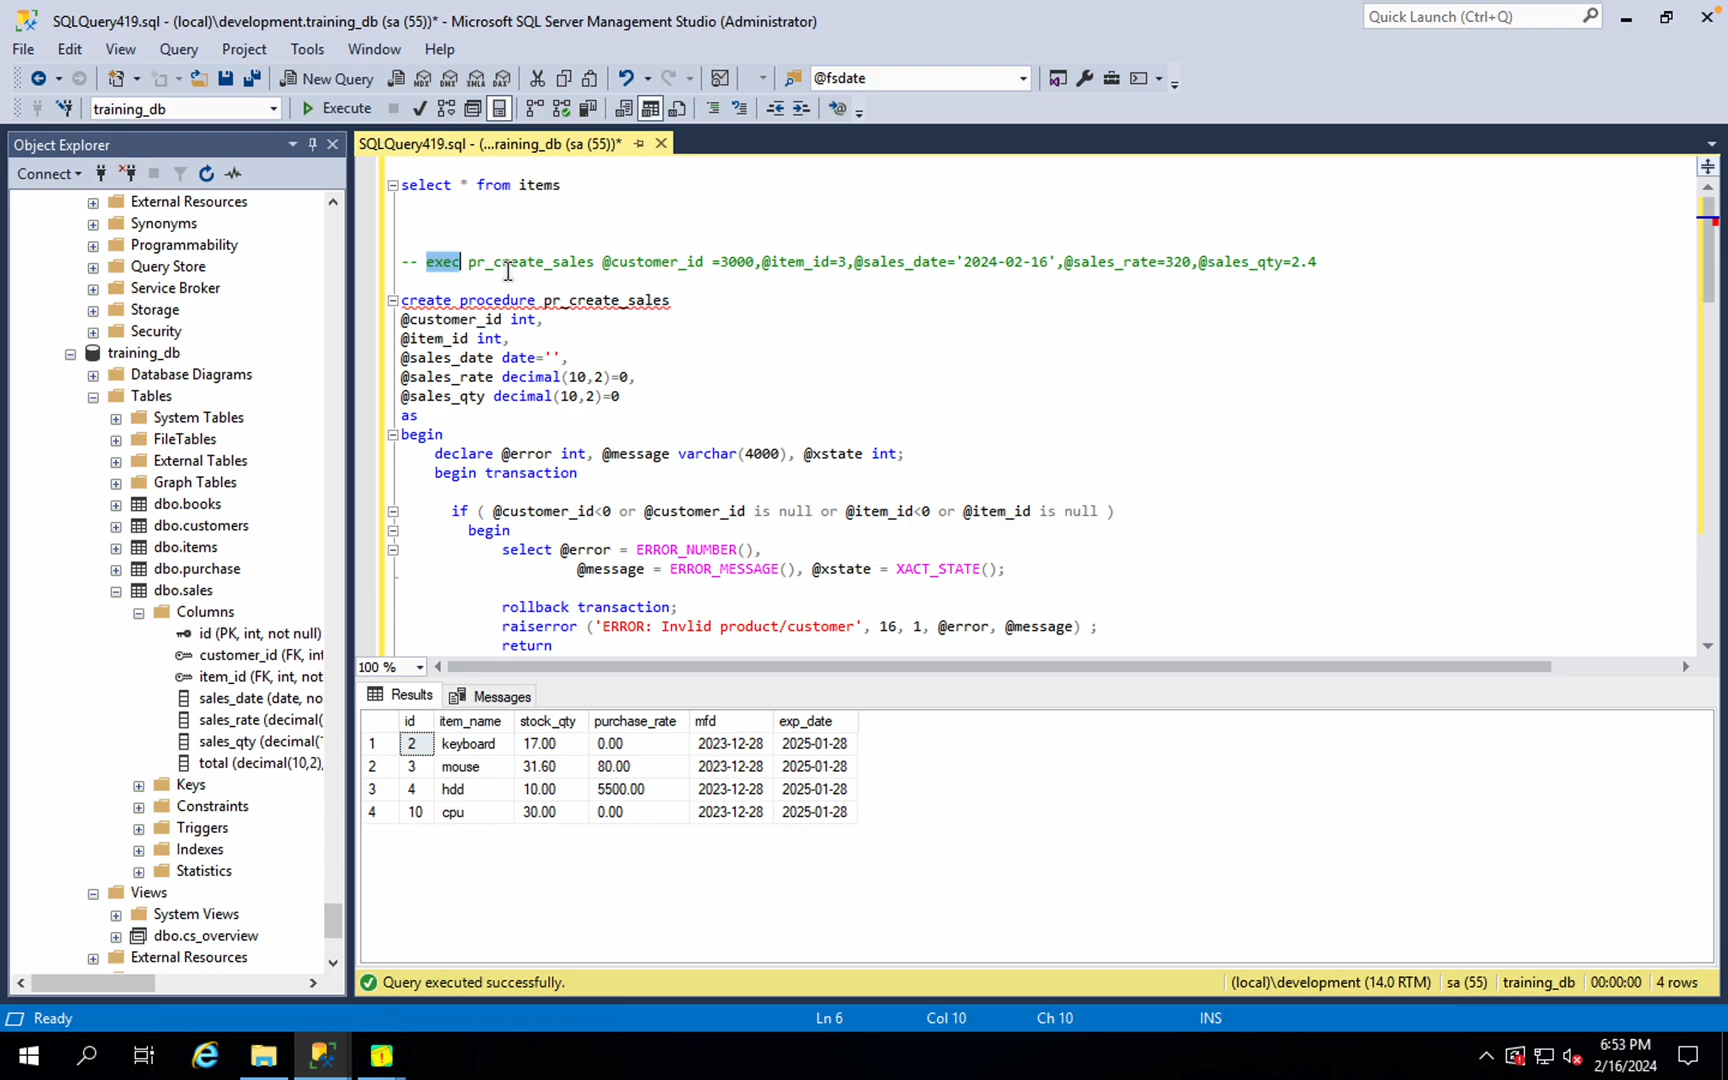 SQLQuery419.sql - (local)\development.training_db (sa (55))* - Microsoft SQL Server Management Studio (Administrator)
Quick Launch (Ctrl+Q)
File Edit View Query Project Tools Window Help
New Query
MDX DMX XMLA DAX
@fsdate
training_db
Execute
Object Explorer
SQLQuery419.sql - (...raining_db (sa (55))*
Connect
External Resources
Synonyms
Programmability
Query Store
Service Broker
Storage
Security
training_db
Database Diagrams
Tables
System Tables
FileTables
External Tables
Graph Tables
dbo.books
dbo.customers
dbo.items
dbo.purchase
dbo.sales
Columns
id (PK, int, not null)
customer_id (FK, int
item_id (FK, int, not
sales_date (date, no
sales_rate (decimal(
sales_qty (decimal(
total (decimal(10,2),
Keys
Constraints
Triggers
Indexes
Statistics
Views
System Views
dbo.cs_overview
External Resources
select * from items
-- exec pr_create_sales @customer_id =3000,@item_id=3,@sales_date='2024-02-16',@sales_rate=320,@sales_qty=2.4
create procedure pr_create_sales
@customer_id int,
@item_id int,
@sales_date date='',
@sales_rate decimal(10,2)=0,
@sales_qty decimal(10,2)=0
as
begin
declare @error int, @message varchar(4000), @xstate int;
begin transaction
if ( @customer_id<0 or @customer_id is null or @item_id<0 or @item_id is null )
begin
select @error = ERROR_NUMBER(),
@message = ERROR_MESSAGE(), @xstate = XACT_STATE();
rollback transaction;
raiserror ('ERROR: Invlid product/customer', 16, 1, @error, @message) ;
return
100 %
Results Messages
id item_name stock_qty purchase_rate mfd exp_date
1 2 keyboard 17.00 0.00 2023-12-28 2025-01-28
2 3 mouse 31.60 80.00 2023-12-28 2025-01-28
3 4 hdd 10.00 5500.00 2023-12-28 2025-01-28
4 10 cpu 30.00 0.00 2023-12-28 2025-01-28
Query executed successfully.
(local)\development (14.0 RTM) sa (55) training_db 00:00:00 4 rows
Ready
Ln 6 Col 10 Ch 10 INS
6:53 PM
2/16/2024